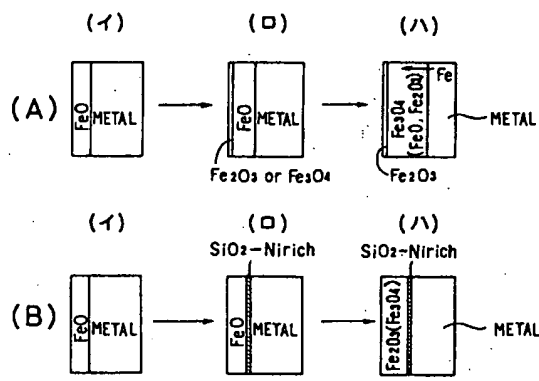 (イ) (ロ) (ハ)
(A) FeO METAL FeO METAL Fe₃O₄ (FeO, Fe₂O₃) Fe METAL
Fe₂O₃ or Fe₃O₄ Fe₂O₃
(イ) (ロ) (ハ)
SiO₂-Nirich SiO₂-Nirich
(B) FeO METAL FeO METAL Fe₂O₃(Fe₃O₄) METAL